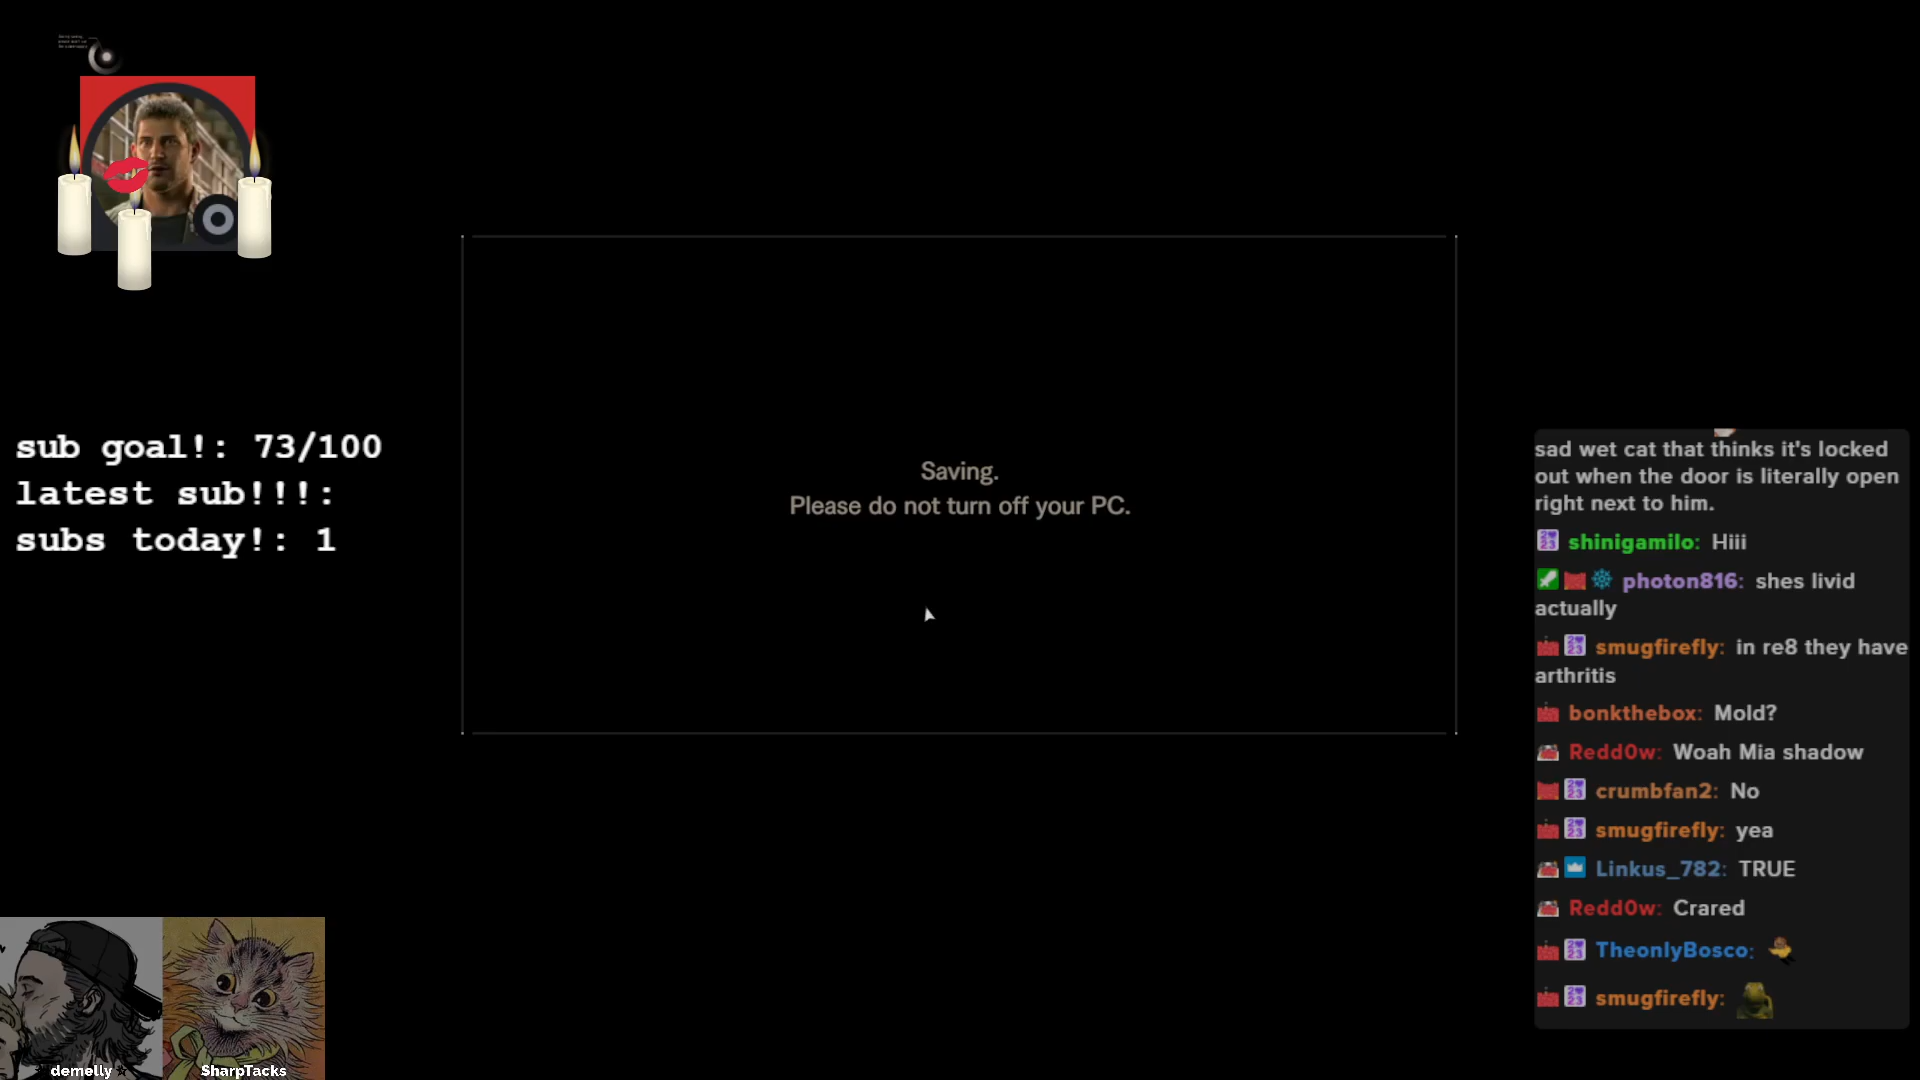 sub goal!: 73/100
latest sub!!!:
subs today!: 1
Saving.
Please do not turn off your PC.
sad wet cat that thinks it's locked
out when the door is literally open
right next to him.
shinigamilo: Hiii
photon816: shes livid
actually
smugfirefly: in re8 they have
arthritis
bonkthebox: Mold?
Redd0w: Woah Mia shadow
crumbfan2: No
smugfirefly: yea
Linkus_782: TRUE
Redd0w: Crared
TheonlyBosco:
smugfirefly:
demelly
SharpTacks